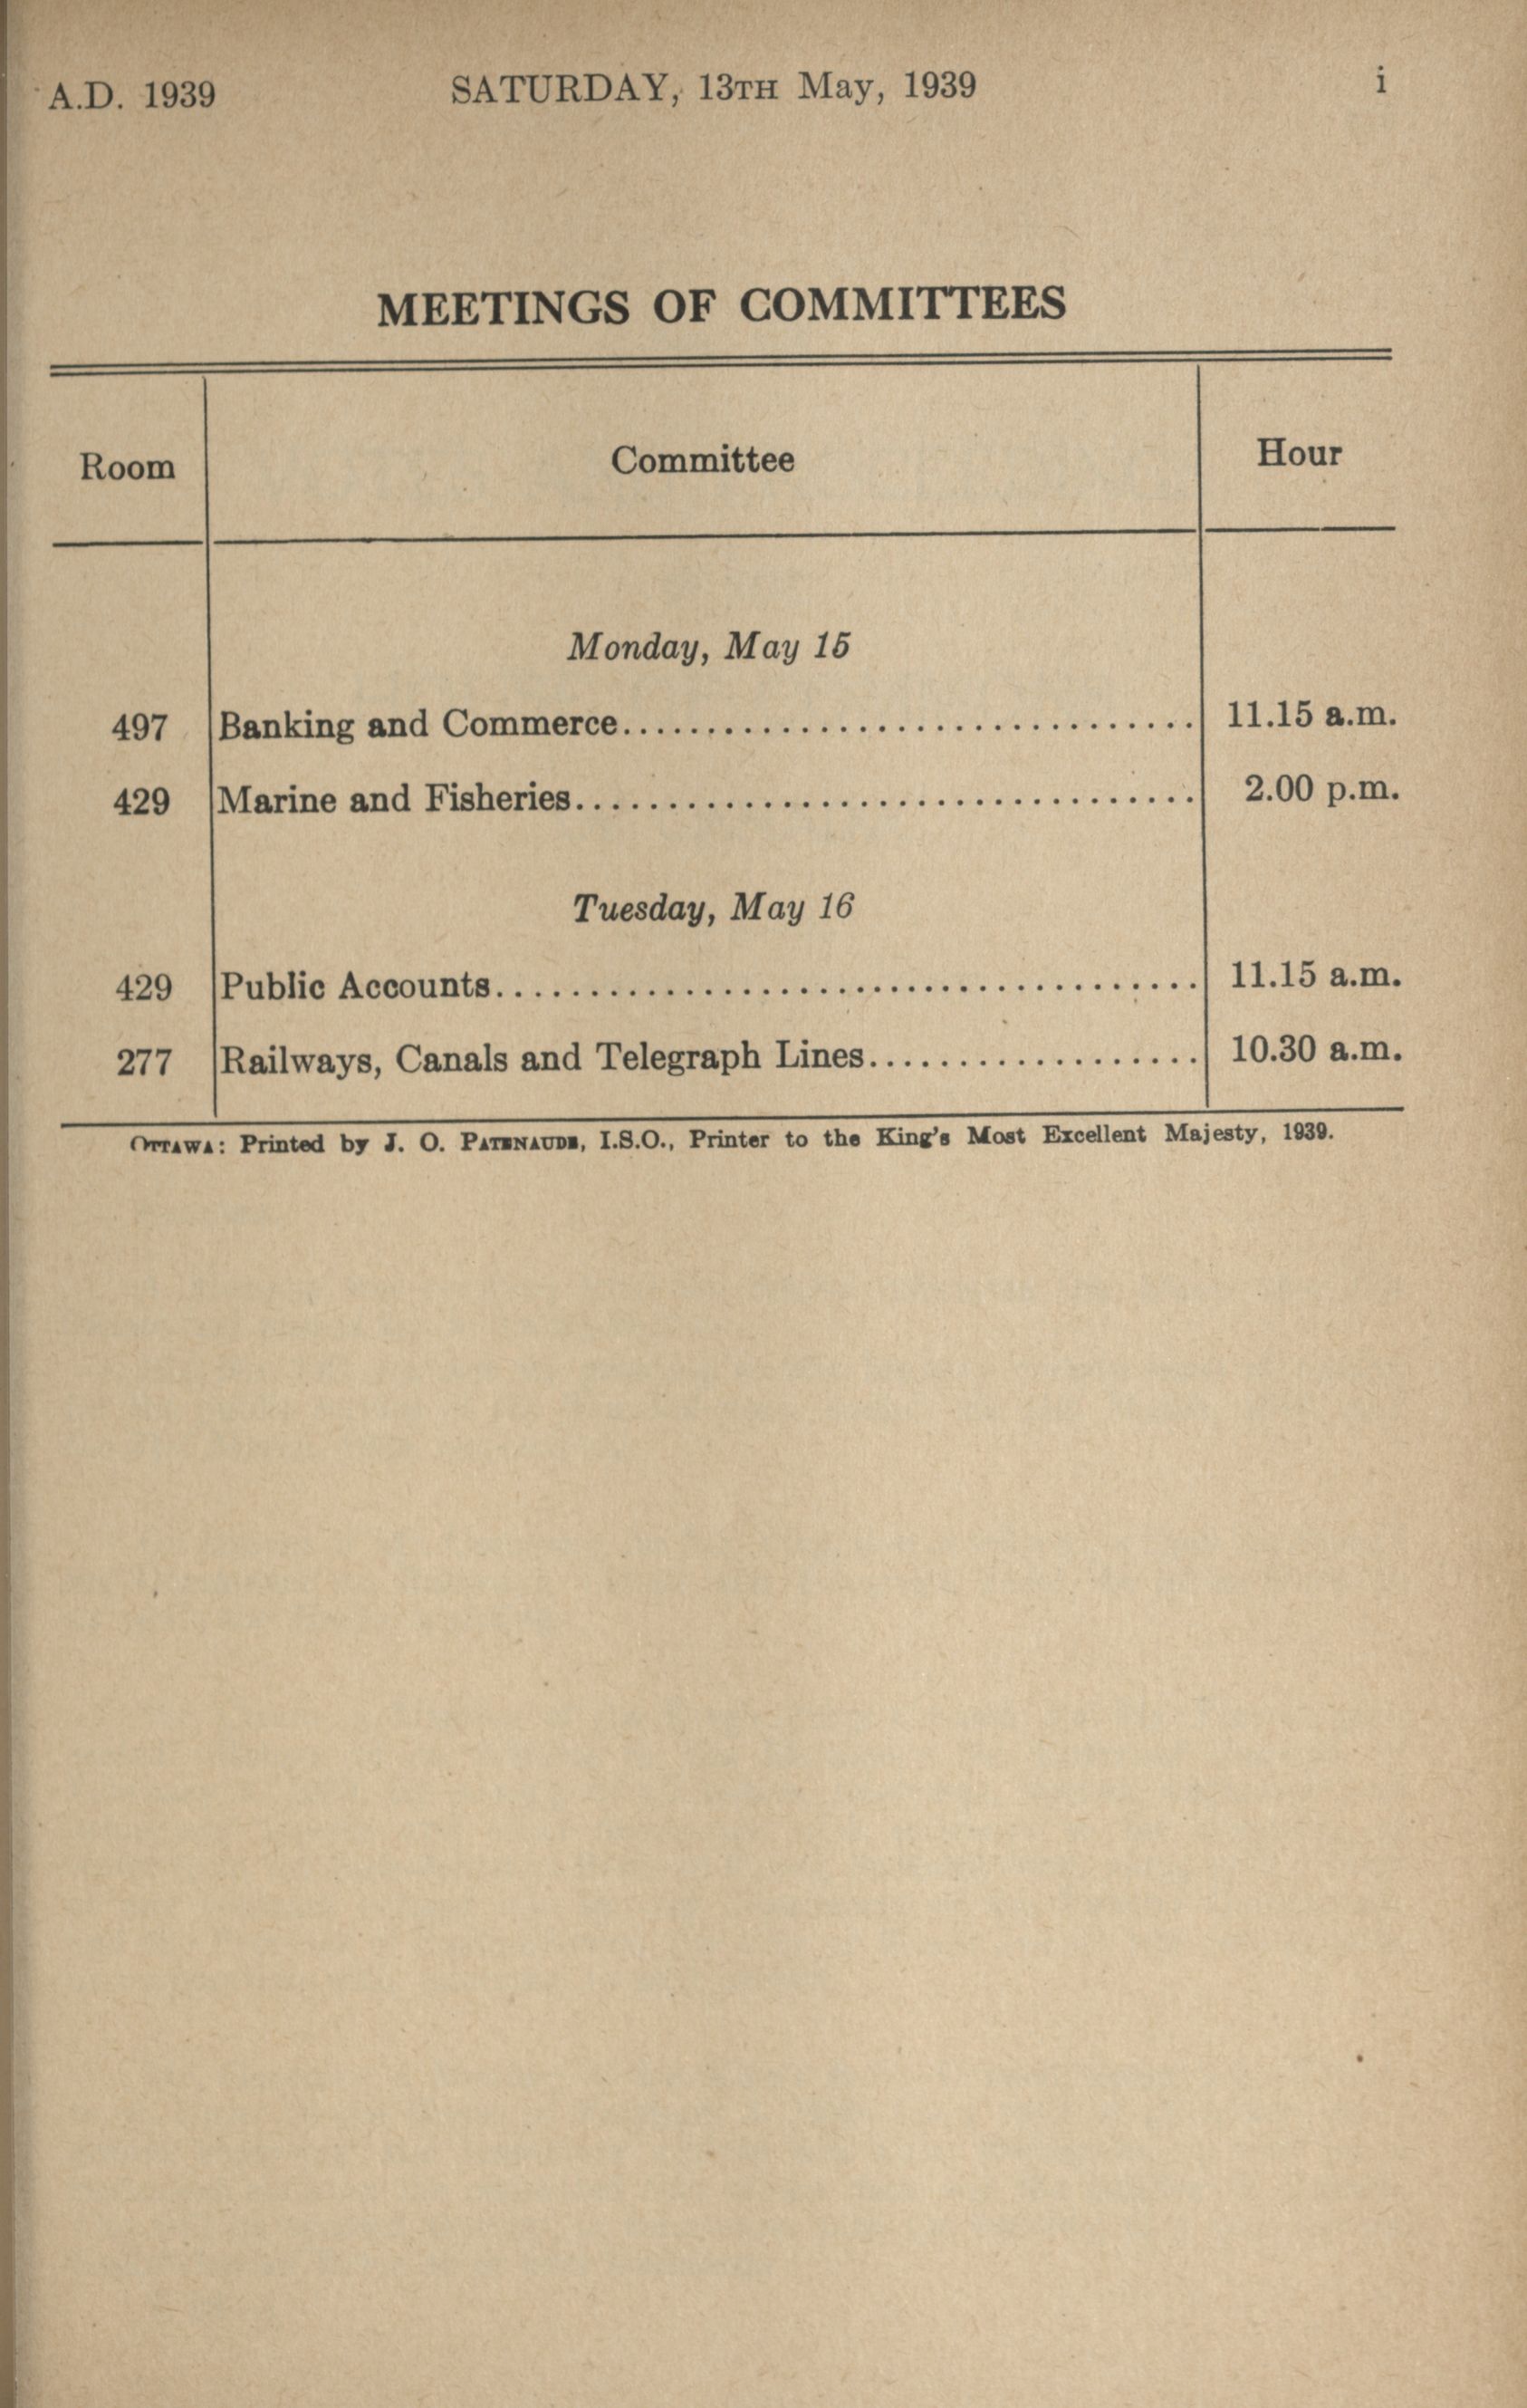 A.D. 1939 SATURDAY, 13TH May, 1939 i
MEETINGS OF COMMITTEES
Room Committee Hour
Monday, May 15
497 Banking and Commerce........................................ 11.15 a.m.
429 Marine and Fisheries........................................ 2.00 p.m.
Tuesday, May 16
429 Public Accounts........................................ 11.15 a.m.
277 Railways, Canals and Telegraph Lines.................. 10.30 a.m.
OTTAWA: Printed by J. O. PATENAUDE, I.S.O., Printer to the King's Most Excellent Majesty, 1939.